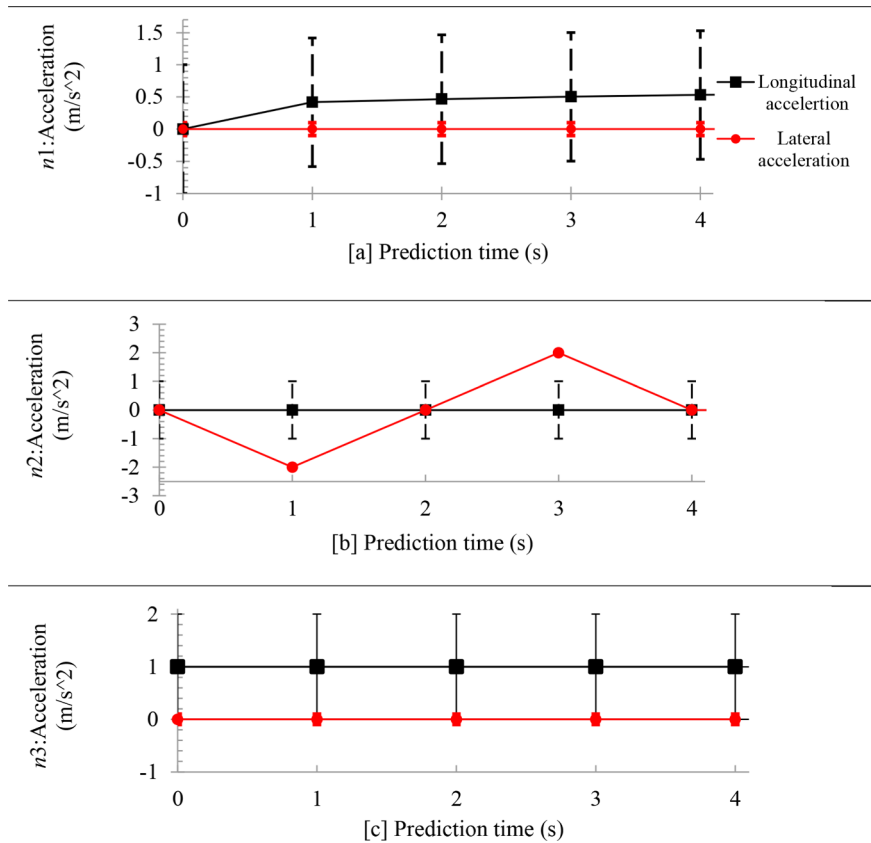 n1:Acceleration
(m/s^2)
1.5
1
0.5
0
-0.5
-1
0 1 2 3 4
[a] Prediction time (s)
Longitudinal
accelertion
Lateral
acceleration
n2:Acceleration
(m/s^2)
3
2
1
0
-1
-2
-3
0 1 2 3 4
[b] Prediction time (s)
n3:Acceleration
(m/s^2)
2
1
0
-1
0 1 2 3 4
[c] Prediction time (s)